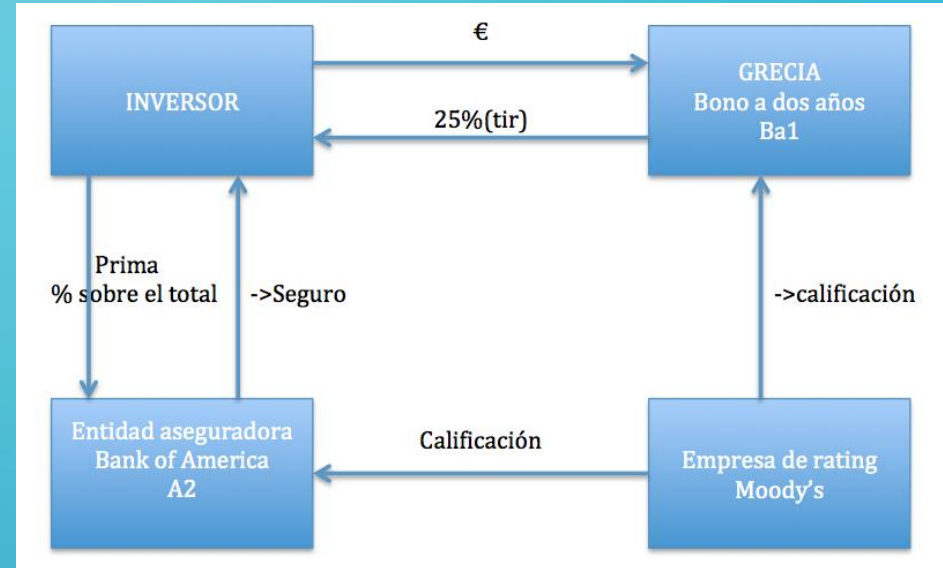 €
INVERSOR
GRECIA
Bono a dos años
Ba1
25%(tir)
Prima
% sobre el total
->Seguro
->calificación
Entidad aseguradora
Bank of America
A2
Calificación
Empresa de rating
Moody's